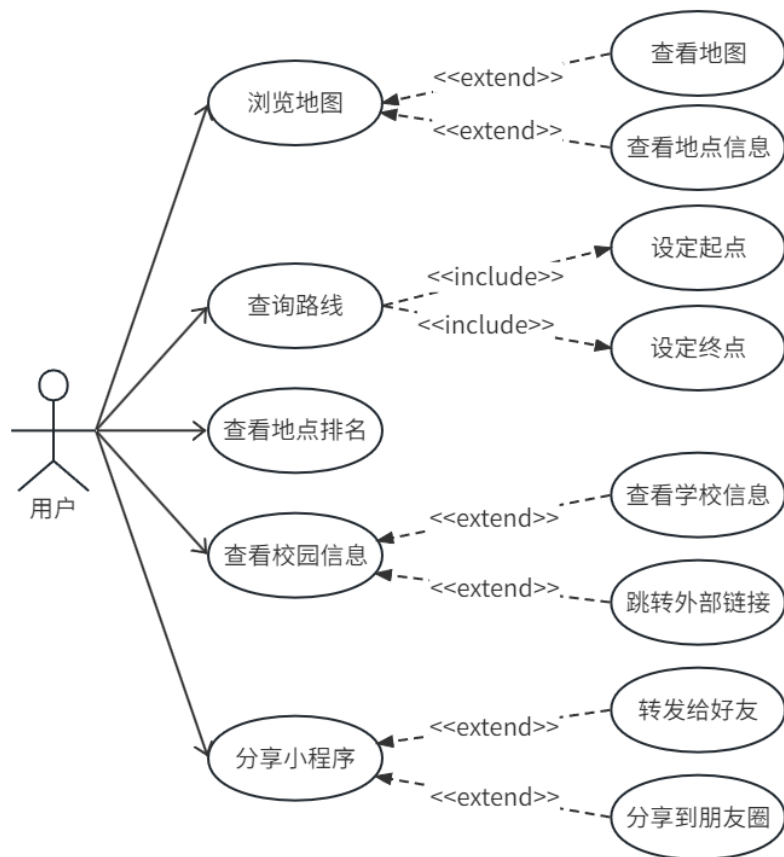 查看地图
<<extend>>
浏览地图
<<extend>>
查看地点信息
设定起点
<<include>>
查询路线
<<include>>
设定终点
查看地点排名
用户
查看学校信息
<<extend>>
查看校园信息
<<extend>>
跳转外部链接
转发给好友
<<extend>>
分享小程序
<<extend>>
分享到朋友圈